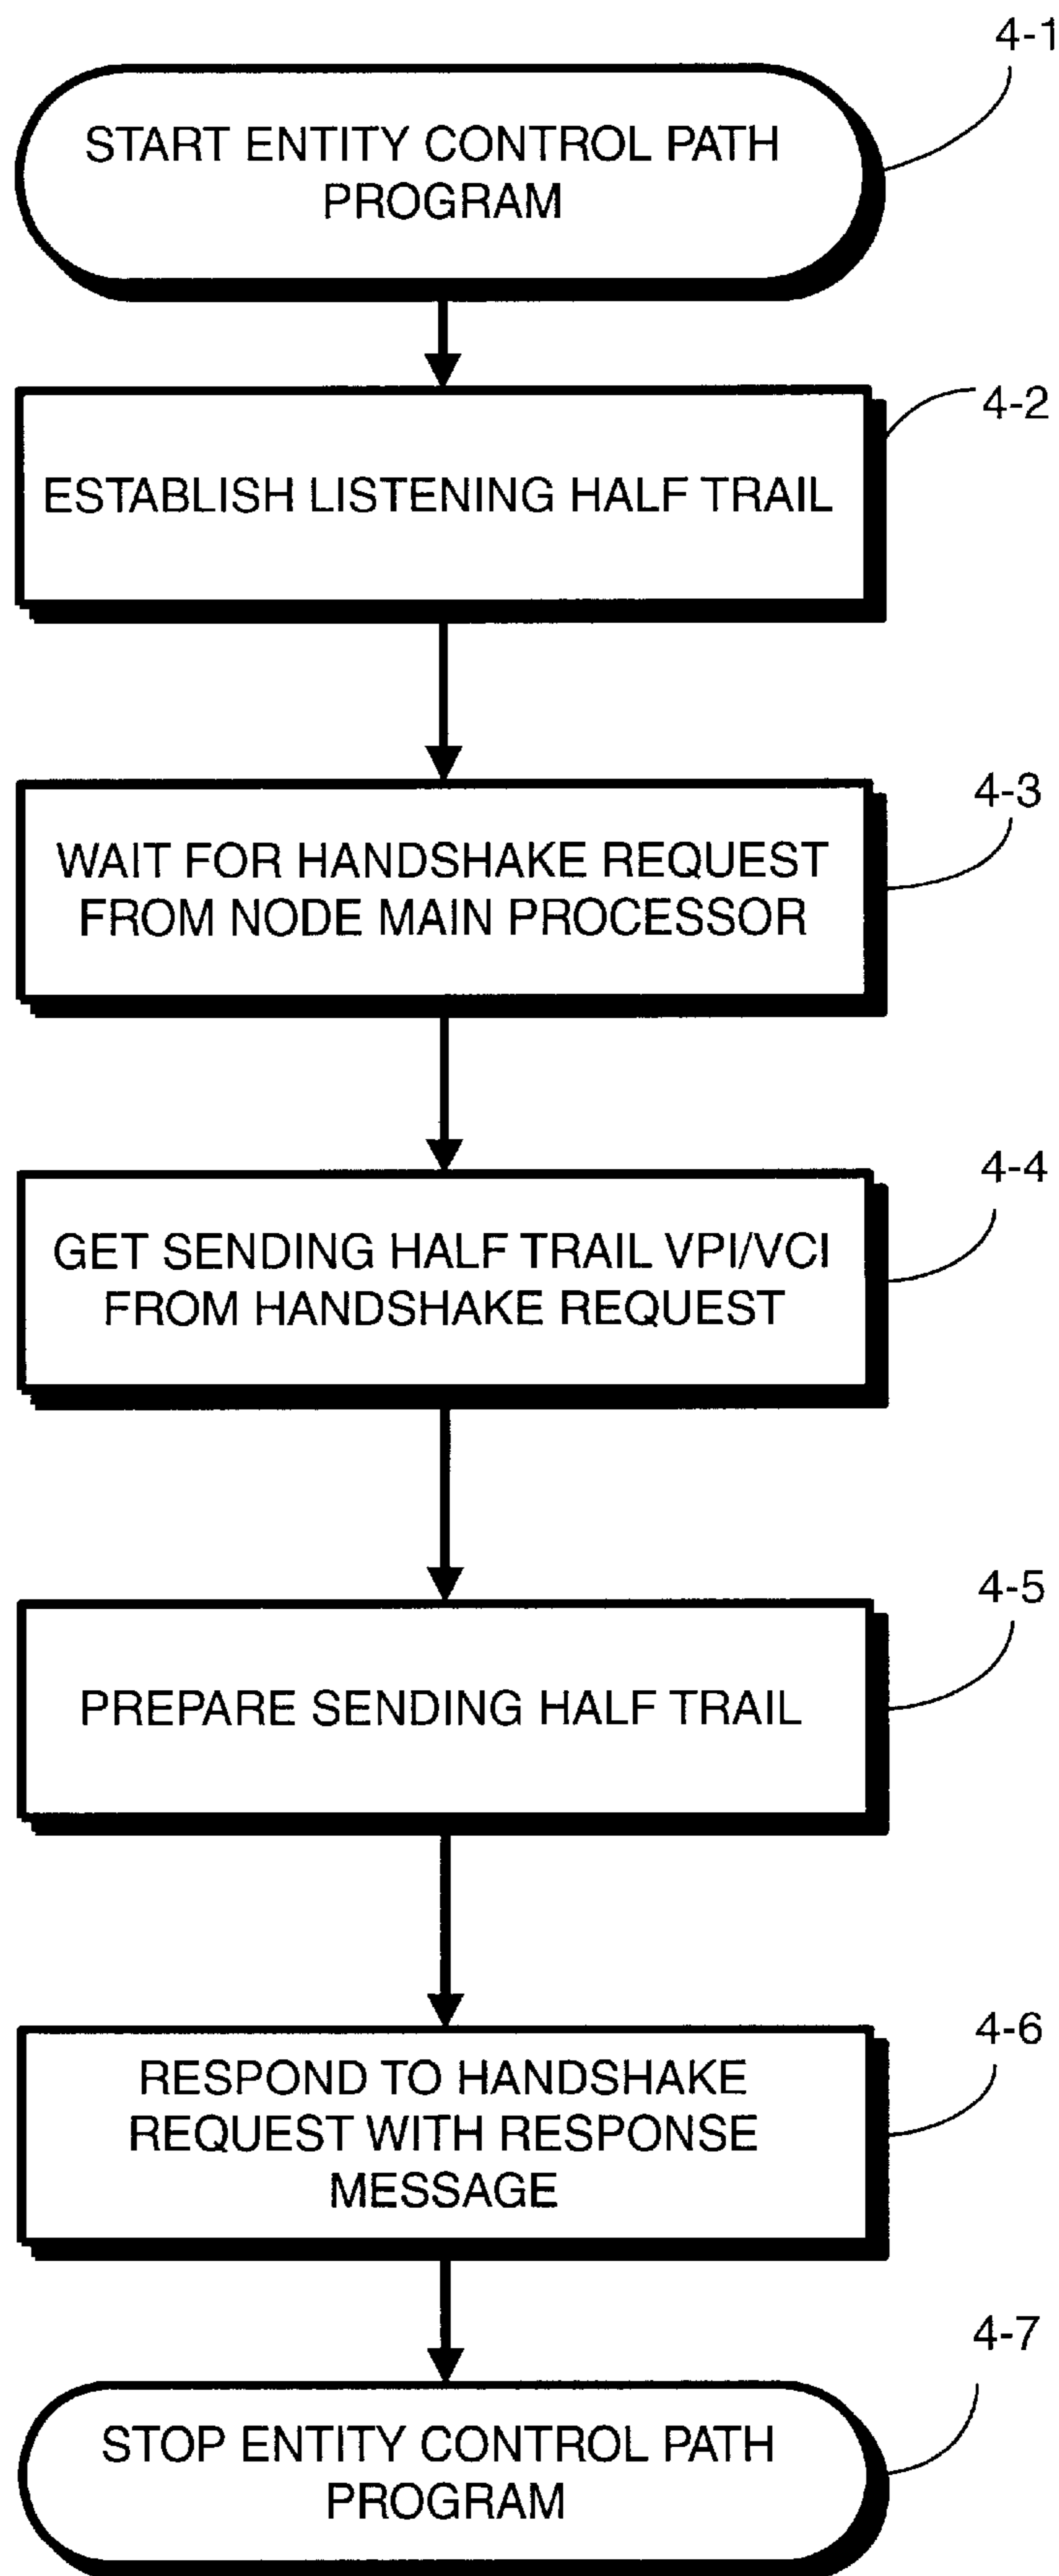 4-1
START ENTITY CONTROL PATH
PROGRAM
4-2
ESTABLISH LISTENING HALF TRAIL
4-3
WAIT FOR HANDSHAKE REQUEST
FROM NODE MAIN PROCESSOR
4-4
GET SENDING HALF TRAIL VPI/VCI
FROM HANDSHAKE REQUEST
4-5
PREPARE SENDING HALF TRAIL
4-6
RESPOND TO HANDSHAKE
REQUEST WITH RESPONSE
MESSAGE
4-7
STOP ENTITY CONTROL PATH
PROGRAM